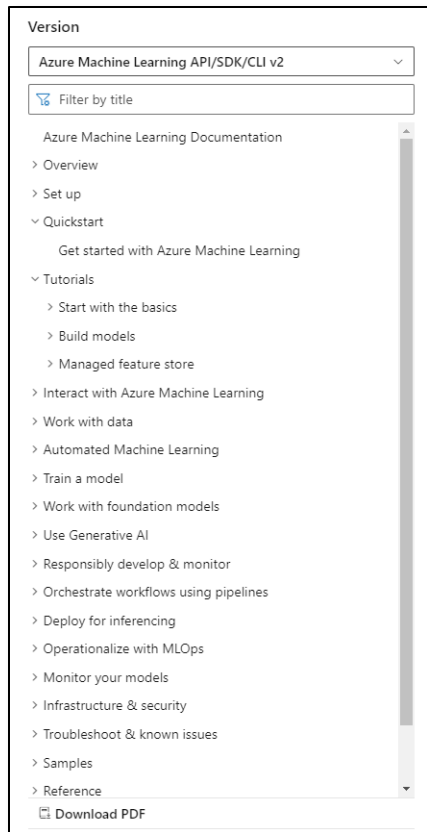 Version
Azure Machine Learning API/SDK/CLI v2
Filter by title
Azure Machine Learning Documentation
Overview
Set up
Quickstart
Get started with Azure Machine Learning
Tutorials
Start with the basics
Build models
Managed feature store
Interact with Azure Machine Learning
Work with data
Automated Machine Learning
Train a model
Work with foundation models
Use Generative AI
Responsibly develop & monitor
Orchestrate workflows using pipelines
Deploy for inferencing
Operationalize with MLOps
Monitor your models
Infrastructure & security
Troubleshoot & known issues
Samples
Reference
Download PDF